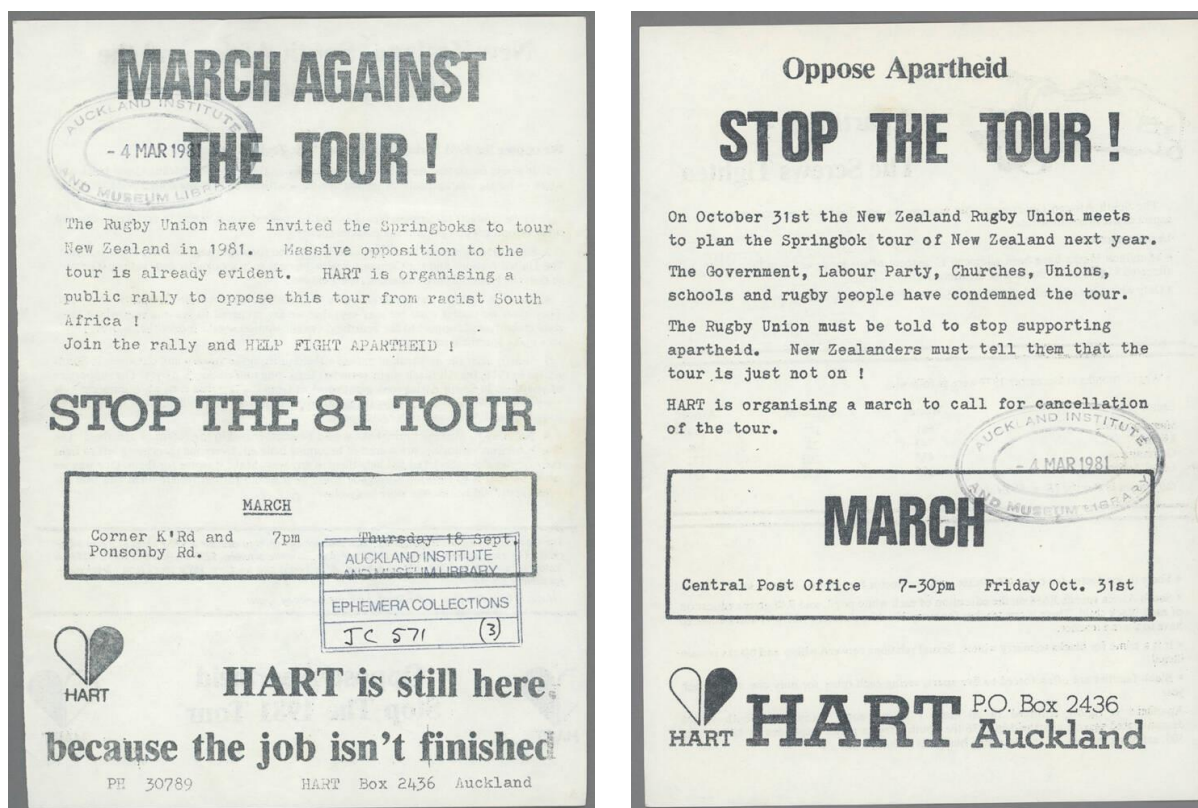 MARCH AGAINST
THE TOUR !
AUCKLAND INSTITUTE
- 4 MAR 1981
AND MUSEUM LIBRARY
The Rugby Union have invited the Springboks to tour
New Zealand in 1981. Massive opposition to the
tour is already evident. HART is organising a
public rally to oppose this tour from racist South
Africa !
Join the rally and HELP FIGHT APARTHEID !
STOP THE 81 TOUR
MARCH
Corner K'Rd and 7pm Thursday 18 Sept.
Ponsonby Rd.
AUCKLAND INSTITUTE
AND MUSEUM LIBRARY
EPHEMERA COLLECTIONS
JC 571 (3)
HART
HART is still here
because the job isn't finished
PH 30789 HART Box 2436 Auckland
Oppose Apartheid
STOP THE TOUR !
On October 31st the New Zealand Rugby Union meets
to plan the Springbok tour of New Zealand next year.
The Government, Labour Party, Churches, Unions,
schools and rugby people have condemned the tour.
The Rugby Union must be told to stop supporting
apartheid. New Zealanders must tell them that the
tour is just not on !
HART is organising a march to call for cancellation
of the tour.
AUCKLAND INSTITUTE
- 4 MAR 1981
AND MUSEUM LIBRARY
MARCH
Central Post Office 7-30pm Friday Oct. 31st
HART
HART P.O. Box 2436
Auckland